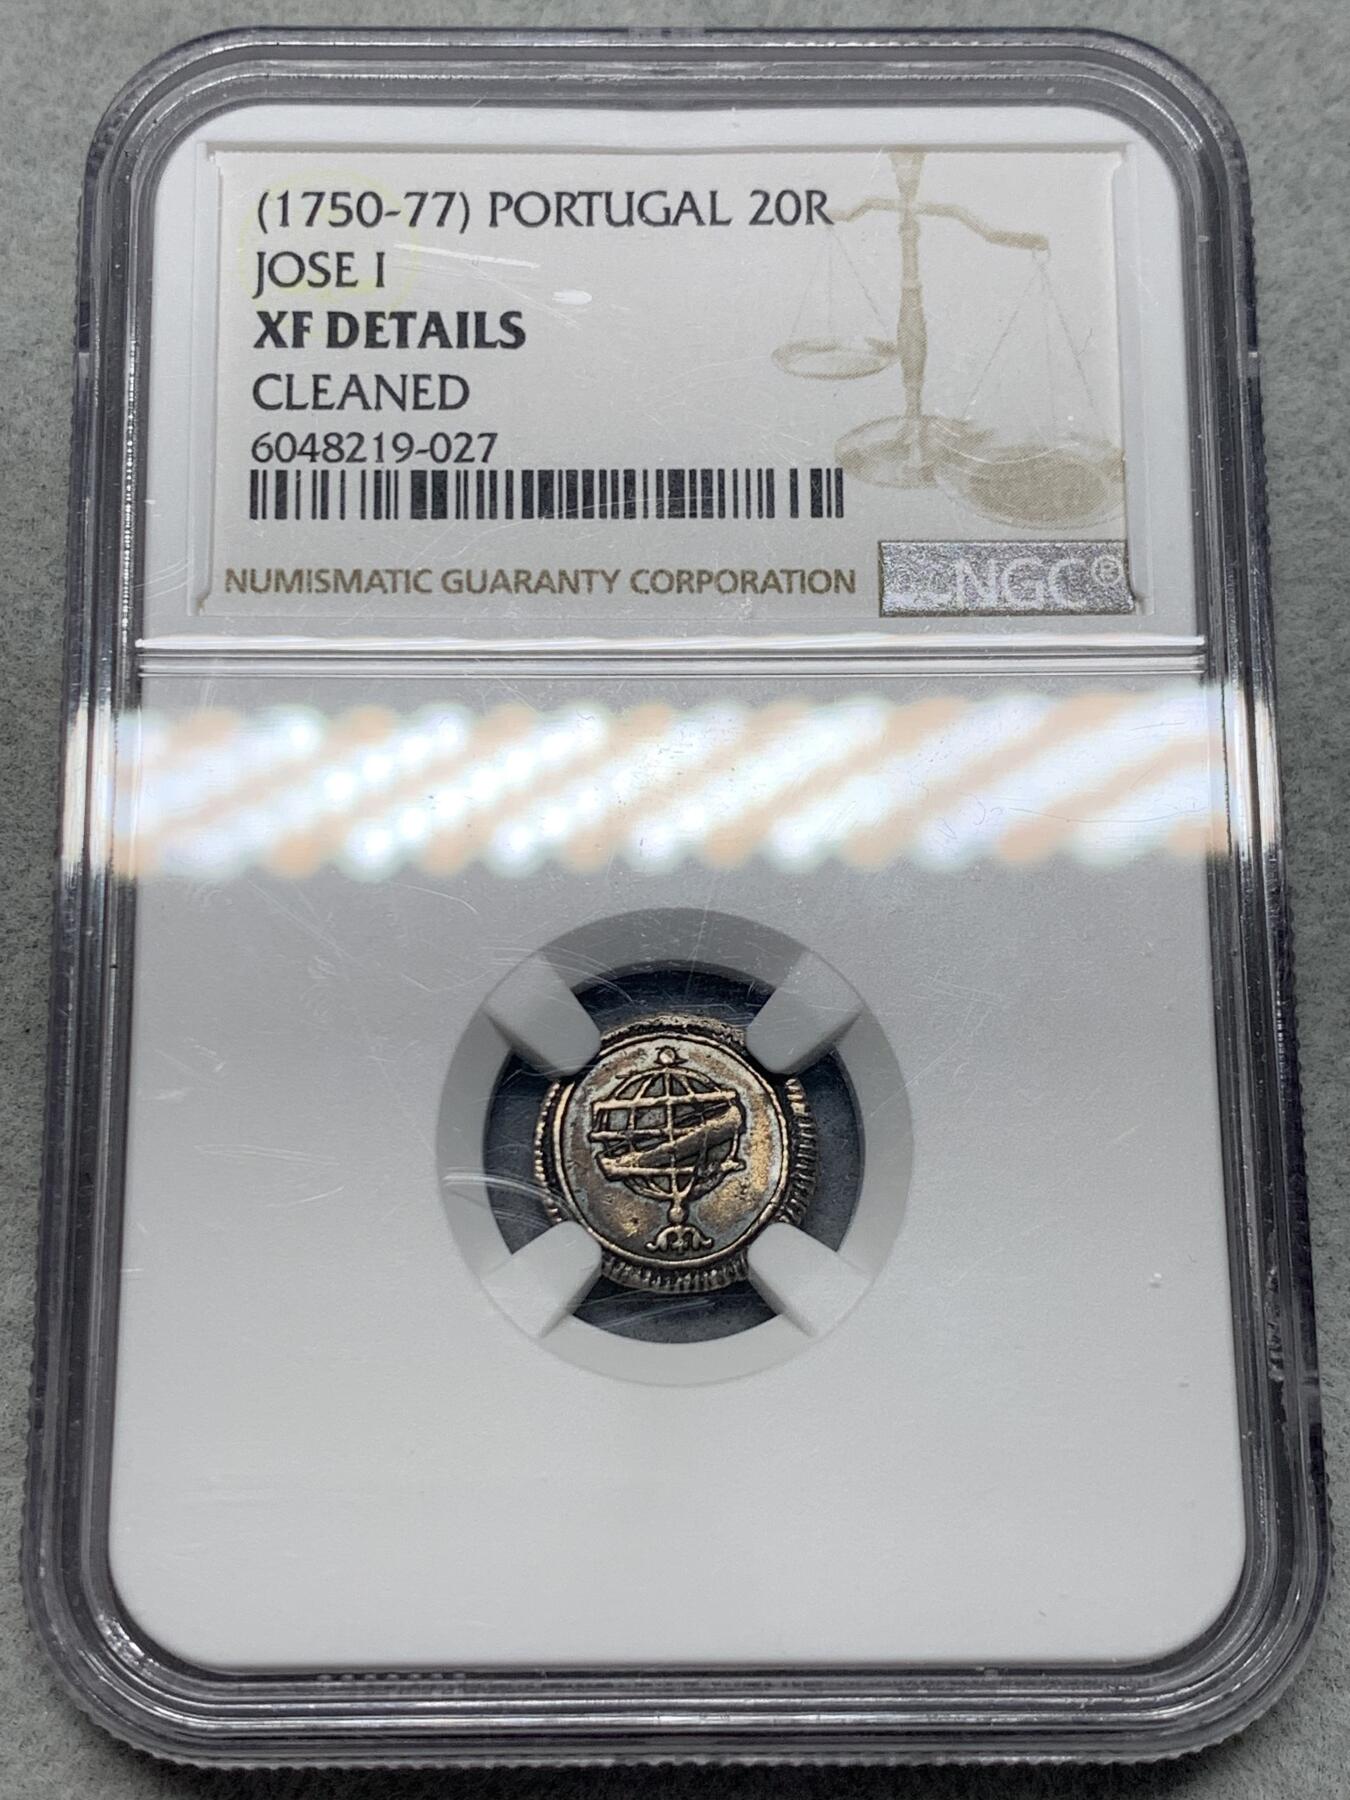 (1750-77) PORTUGAL 20R
JOSE I
XF DETAILS
CLEANED
6048219-027
NUMISMATIC GUARANTY CORPORATION
NGC®